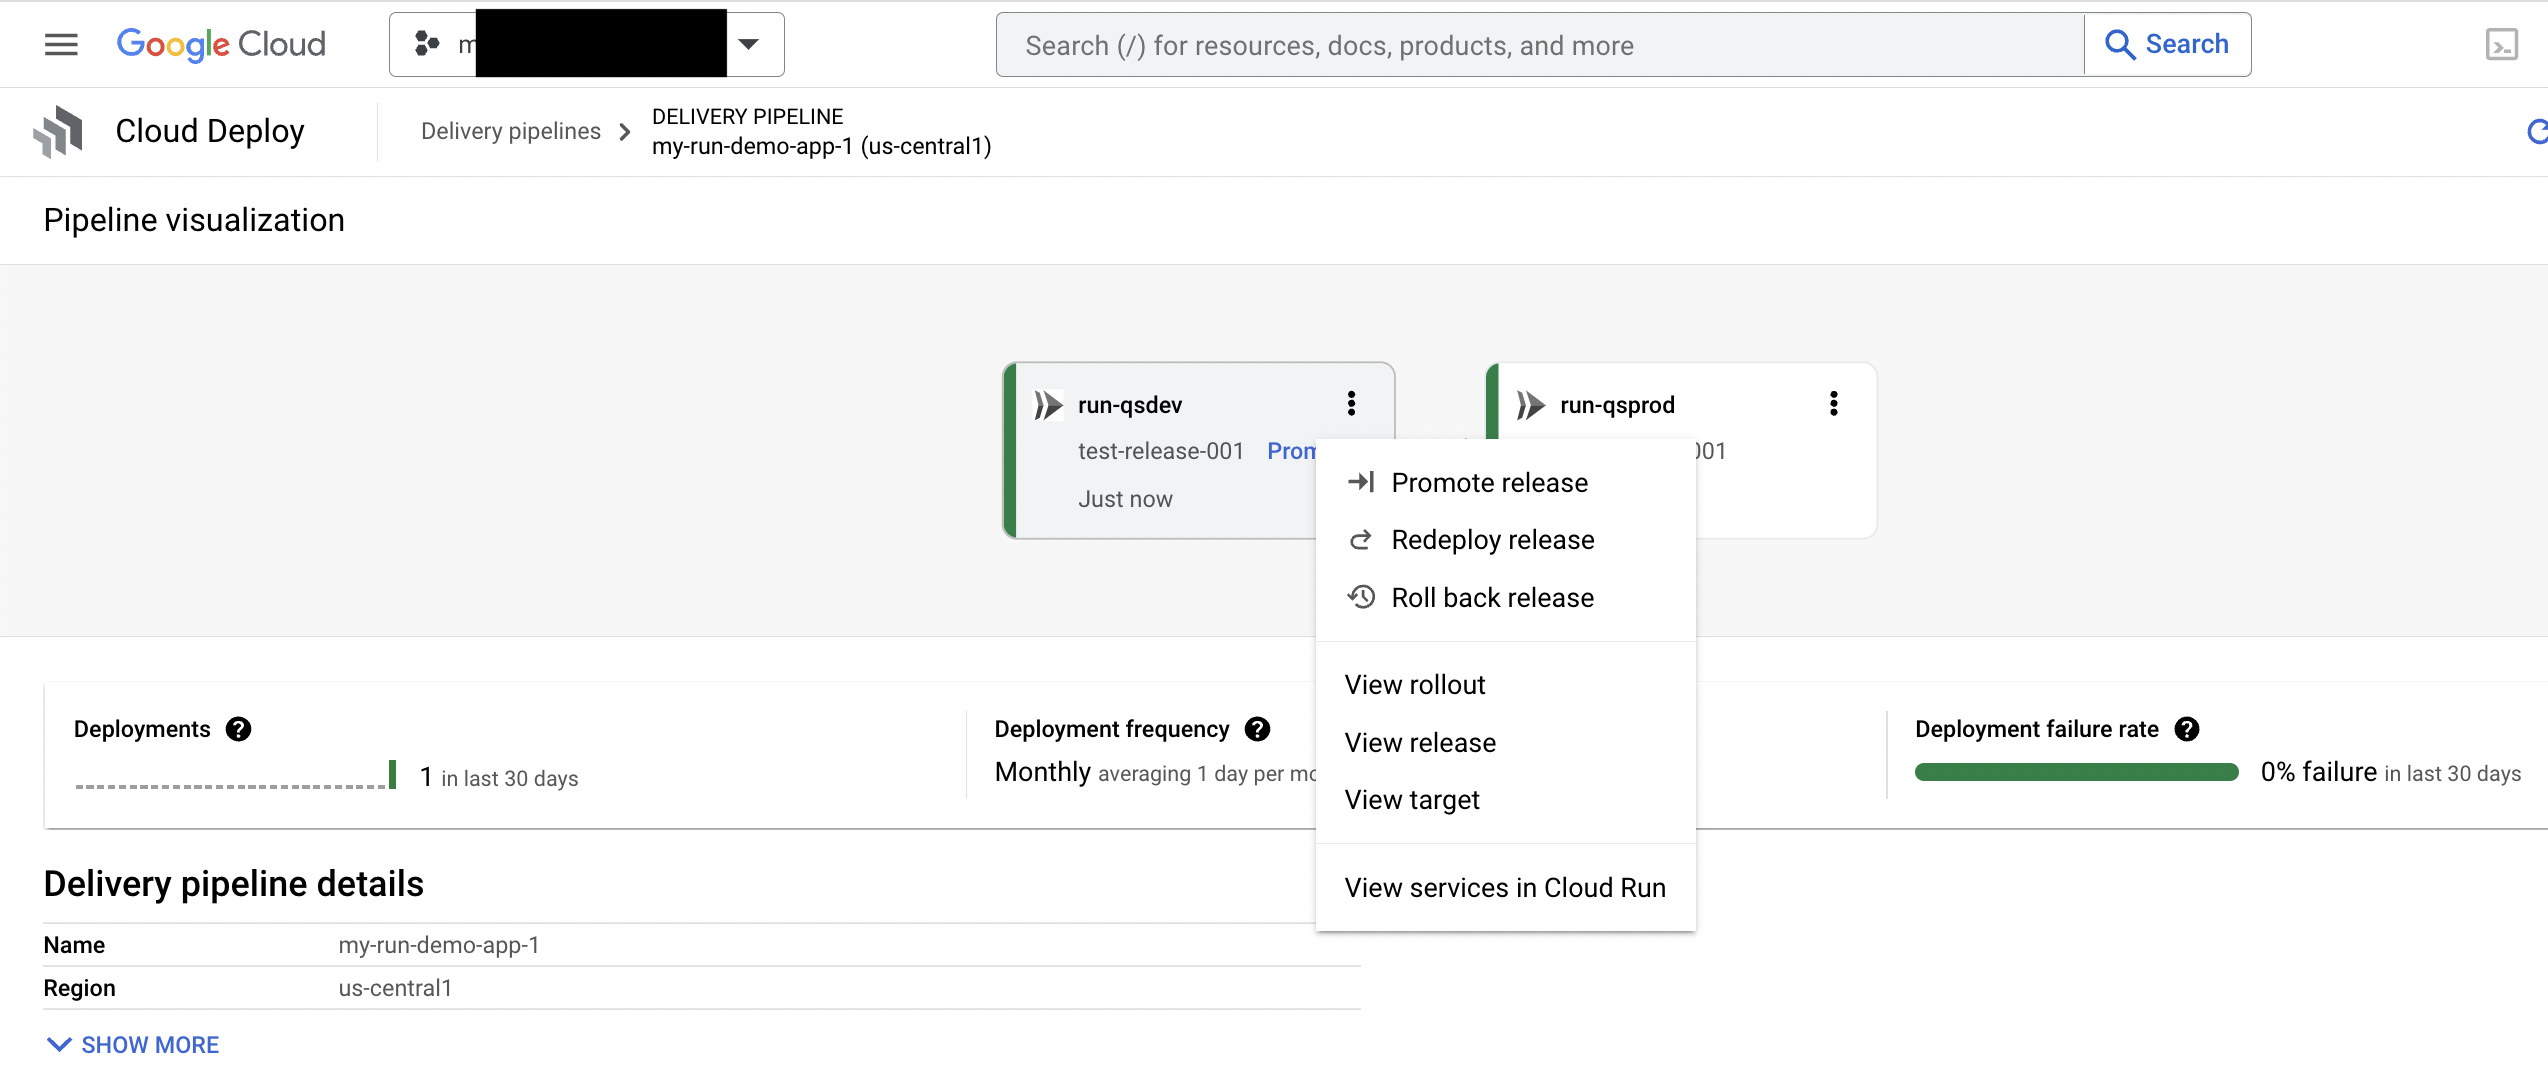 Google Cloud
Search (/) for resources, docs, products, and more
Search
Cloud Deploy
Delivery pipelines
DELIVERY PIPELINE
my-run-demo-app-1 (us-central1)
Pipeline visualization
run-qsdev
test-release-001
Just now
run-qsprod
001
Promote release
Redeploy release
Roll back release
View rollout
View release
View target
View services in Cloud Run
Deployments
1 in last 30 days
Deployment frequency
Monthly averaging 1 day per
Deployment failure rate
0% failure in last 30 days
Delivery pipeline details
Name my-run-demo-app-1
Region us-central1
SHOW MORE